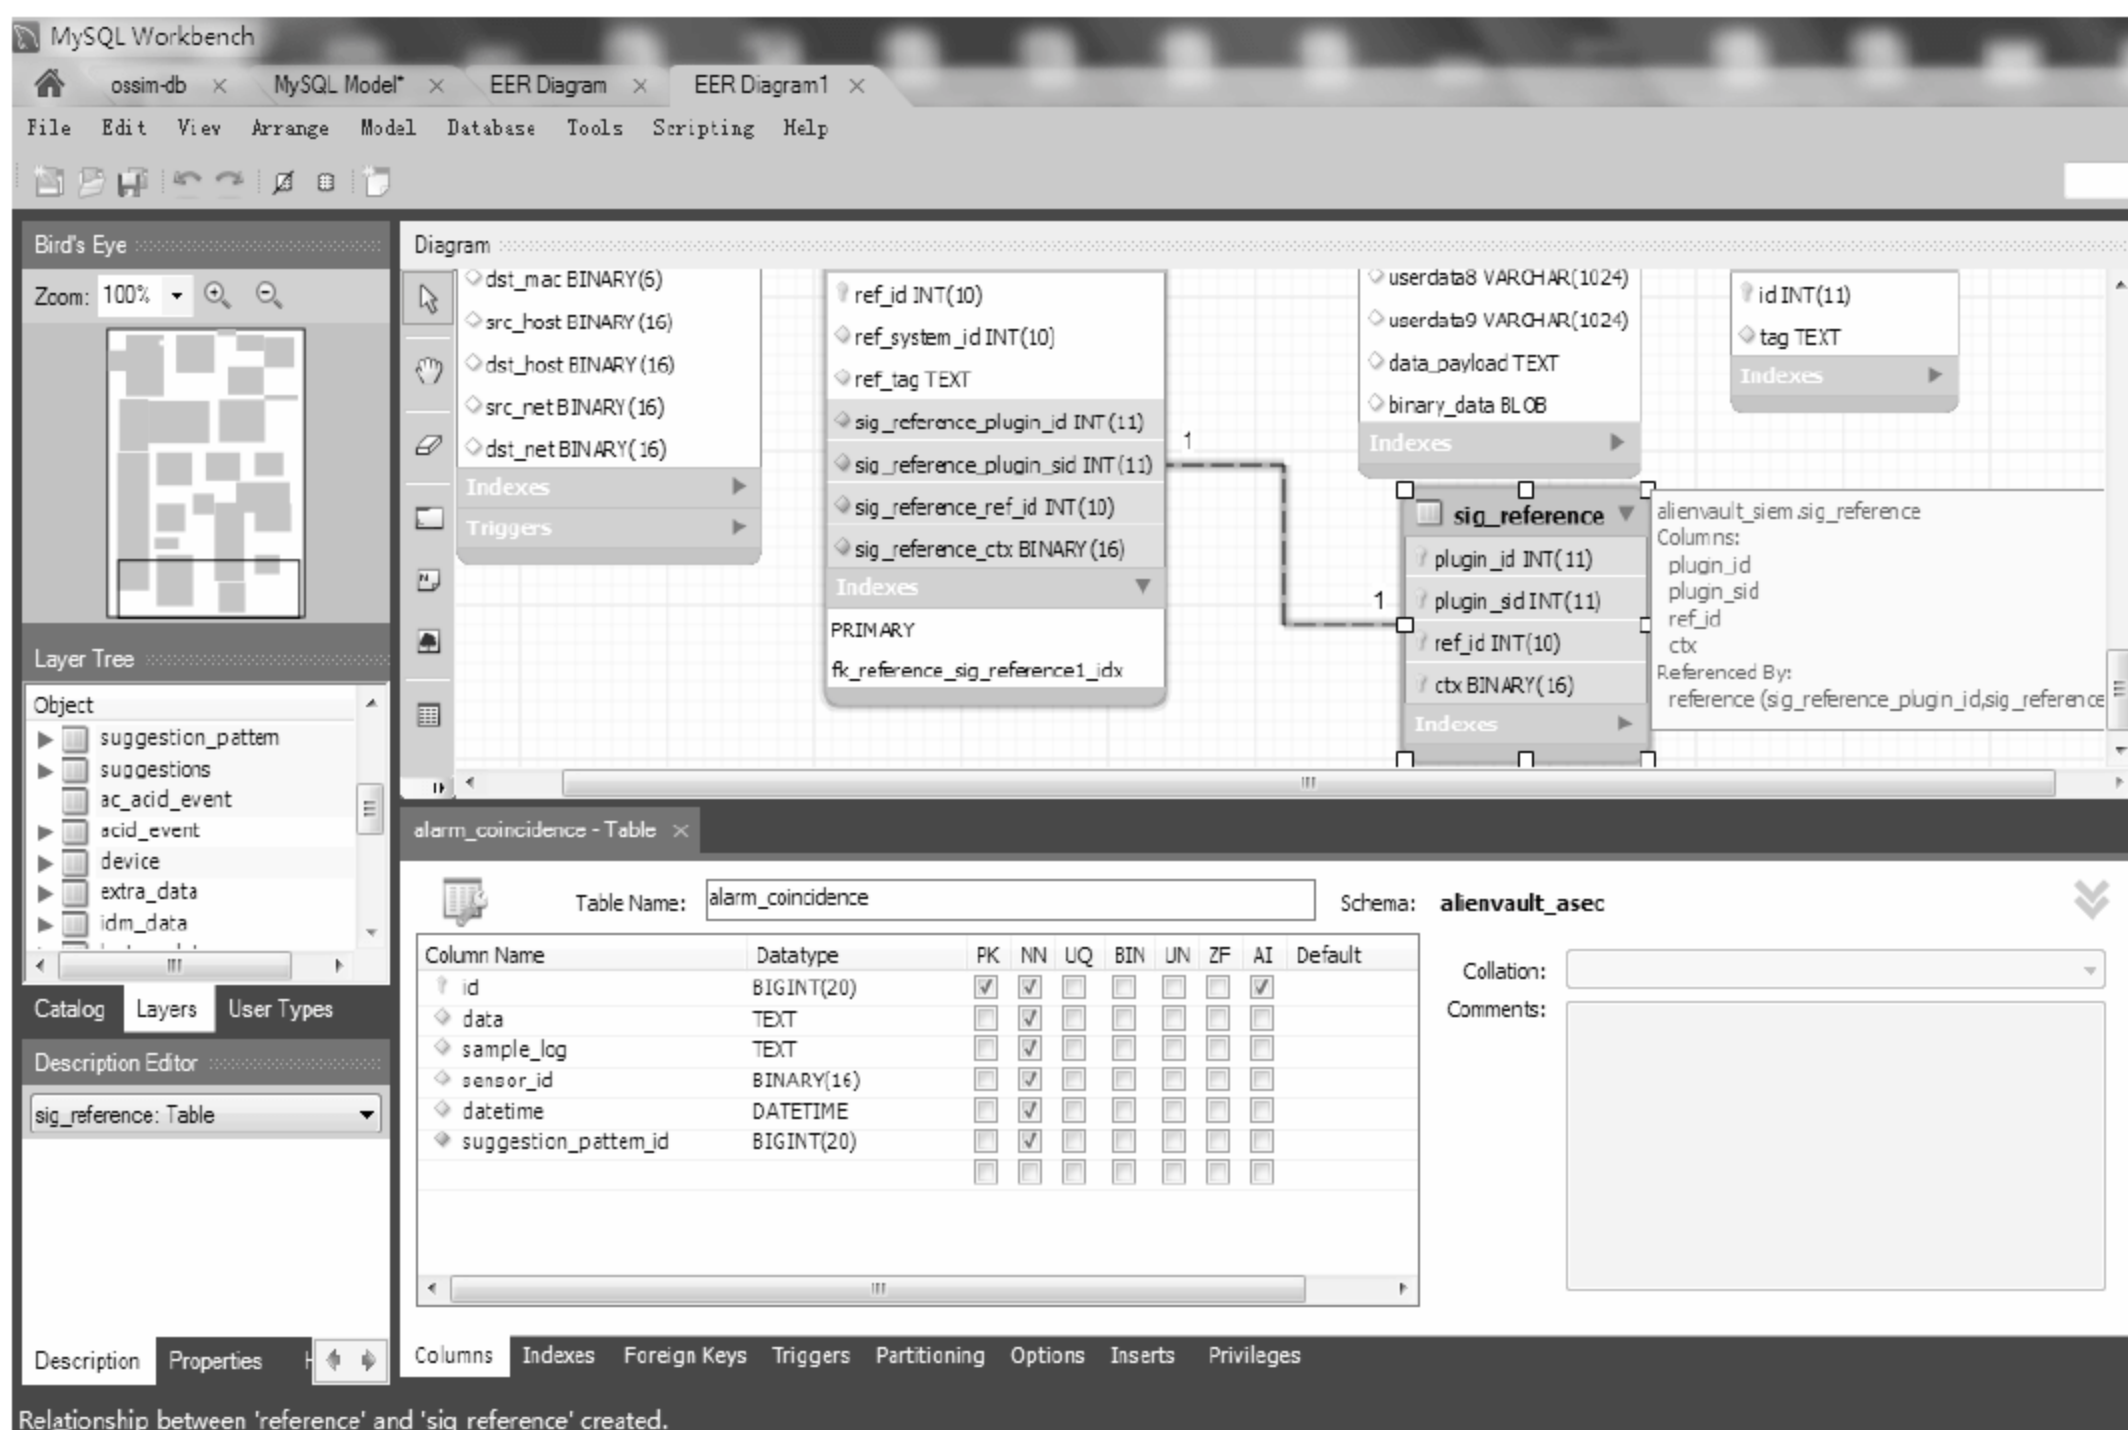 MySQL Workbench
ossim-db
MySQL Model*
EER Diagram
EER Diagram1
File Edit View Arrange Model Database Tools Scripting Help
Bird's Eye
Zoom: 100%
Diagram
dst_mac BINARY(6)
src_host BINARY(16)
dst_host BINARY(16)
src_net BINARY(16)
dst_net BINARY(16)
Indexes
Triggers
ref_id INT(10)
ref_system_id INT(10)
ref_tag TEXT
sig_reference_plugin_id INT(11)
sig_reference_plugin_sid INT(11)
sig_reference_ref_id INT(10)
sig_reference_ctx BINARY(16)
Indexes
PRIMARY
fk_reference_sig_reference1_idx
1
1
userdata8 VARCHAR(1024)
userdata9 VARCHAR(1024)
data_payload TEXT
binary_data BLOB
Indexes
id INT(11)
tag TEXT
Indexes
sig_reference
plugin_id INT(11)
plugin_sid INT(11)
ref_id INT(10)
ctx BINARY(16)
Indexes
alienvault_siem.sig_reference
Columns:
plugin_id
plugin_sid
ref_id
ctx
Referenced By:
reference (sig_reference_plugin_id,sig_reference
Layer Tree
Object
suggestion_pattern
suggestions
ac_acid_event
acid_event
device
extra_data
idm_data
Catalog Layers User Types
Description Editor
sig_reference: Table
Description Properties
alarm_coincidence - Table
Table Name: alarm_coincidence
Schema: alienvault_asec
Column Name Datatype PK NN UQ BIN UN ZF AI Default
id BIGINT(20)
data TEXT
sample_log TEXT
sensor_id BINARY(16)
datetime DATETIME
suggestion_pattern_id BIGINT(20)
Collation:
Comments:
Columns Indexes Foreign Keys Triggers Partitioning Options Inserts Privileges
Relationship between 'reference' and 'sig_reference' created.